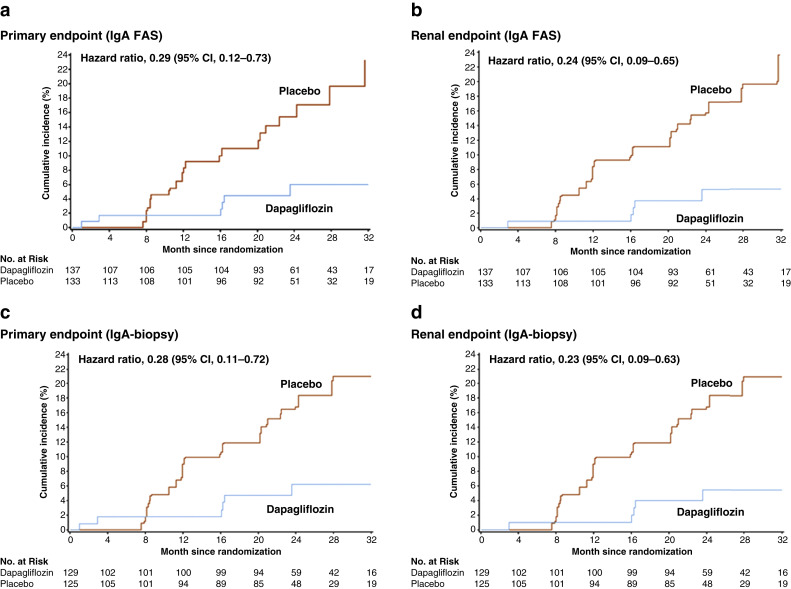 a
Primary endpoint (IgA FAS)
Hazard ratio, 0.29 (95% CI, 0.12–0.73)
Placebo
Dapagliflozin
Cumulative incidence (%)
24
22
20
18
16
14
12
10
8
6
4
2
0
0 4 8 12 16 20 24 28 32
Month since randomization
No. at Risk
Dapagliflozin 137 107 106 105 104 93 61 43 17
Placebo 133 113 108 101 96 92 51 32 19
b
Renal endpoint (IgA FAS)
Hazard ratio, 0.24 (95% CI, 0.09–0.65)
Placebo
Dapagliflozin
Cumulative incidence (%)
24
22
20
18
16
14
12
10
8
6
4
2
0
0 4 8 12 16 20 24 28 32
Month since randomization
No. at Risk
Dapagliflozin 137 107 106 105 104 93 61 43 17
Placebo 133 113 108 101 96 92 51 32 19
c
Primary endpoint (IgA-biopsy)
Hazard ratio, 0.28 (95% CI, 0.11–0.72)
Placebo
Dapagliflozin
Cumulative incidence (%)
24
22
20
18
16
14
12
10
8
6
4
2
0
0 4 8 12 16 20 24 28 32
Month since randomization
No. at Risk
Dapagliflozin 129 102 101 100 99 94 59 42 16
Placebo 125 105 101 94 89 85 48 29 19
d
Renal endpoint (IgA-biopsy)
Hazard ratio, 0.23 (95% CI, 0.09–0.63)
Placebo
Dapagliflozin
Cumulative incidence (%)
24
22
20
18
16
14
12
10
8
6
4
2
0
0 4 8 12 16 20 24 28 32
Month since randomization
No. at Risk
Dapagliflozin 129 102 101 100 99 94 59 42 16
Placebo 125 105 101 94 89 85 48 29 19